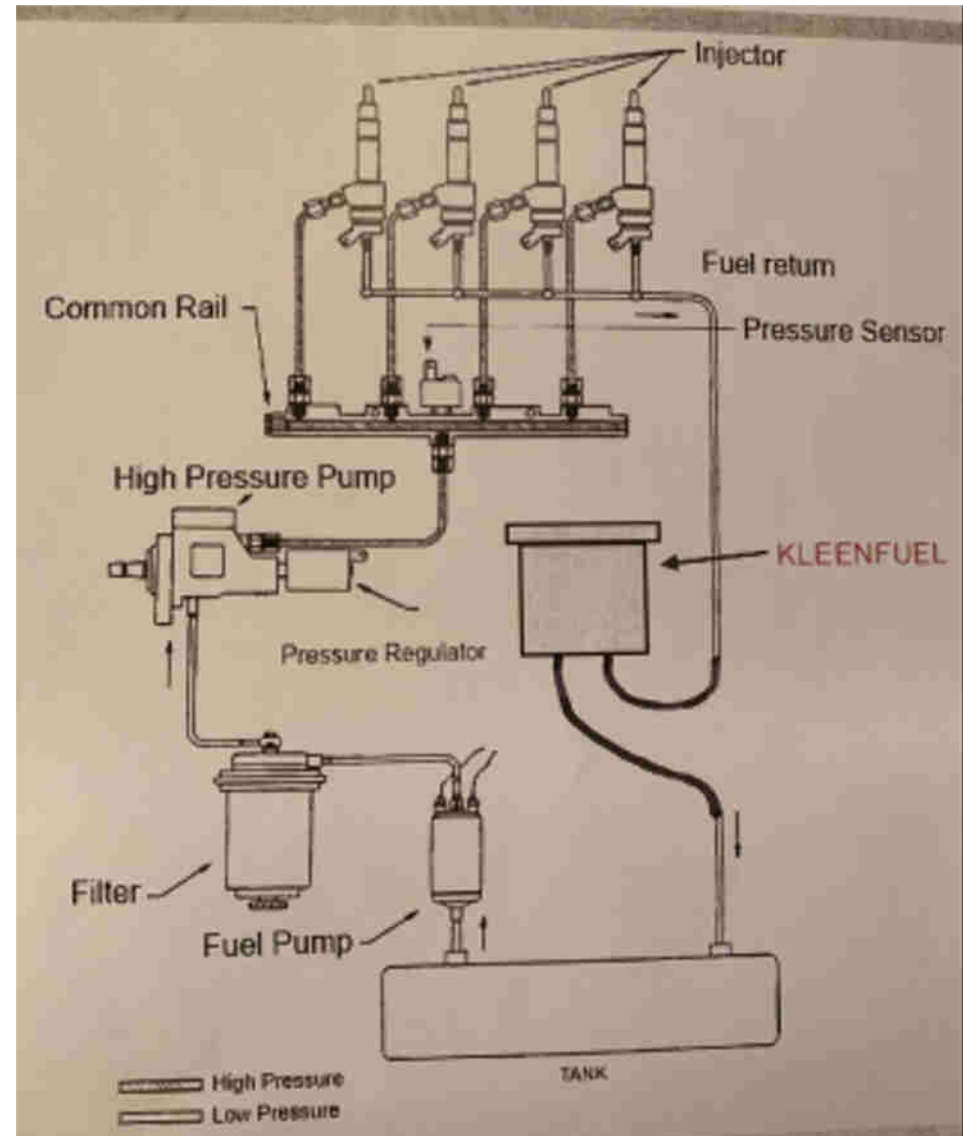 Injector
Fuel return
Common Rail
Pressure Sensor
High Pressure Pump
KLEENFUEL
Pressure Regulator
Filter
Fuel Pump
TANK
High Pressure
Low Pressure